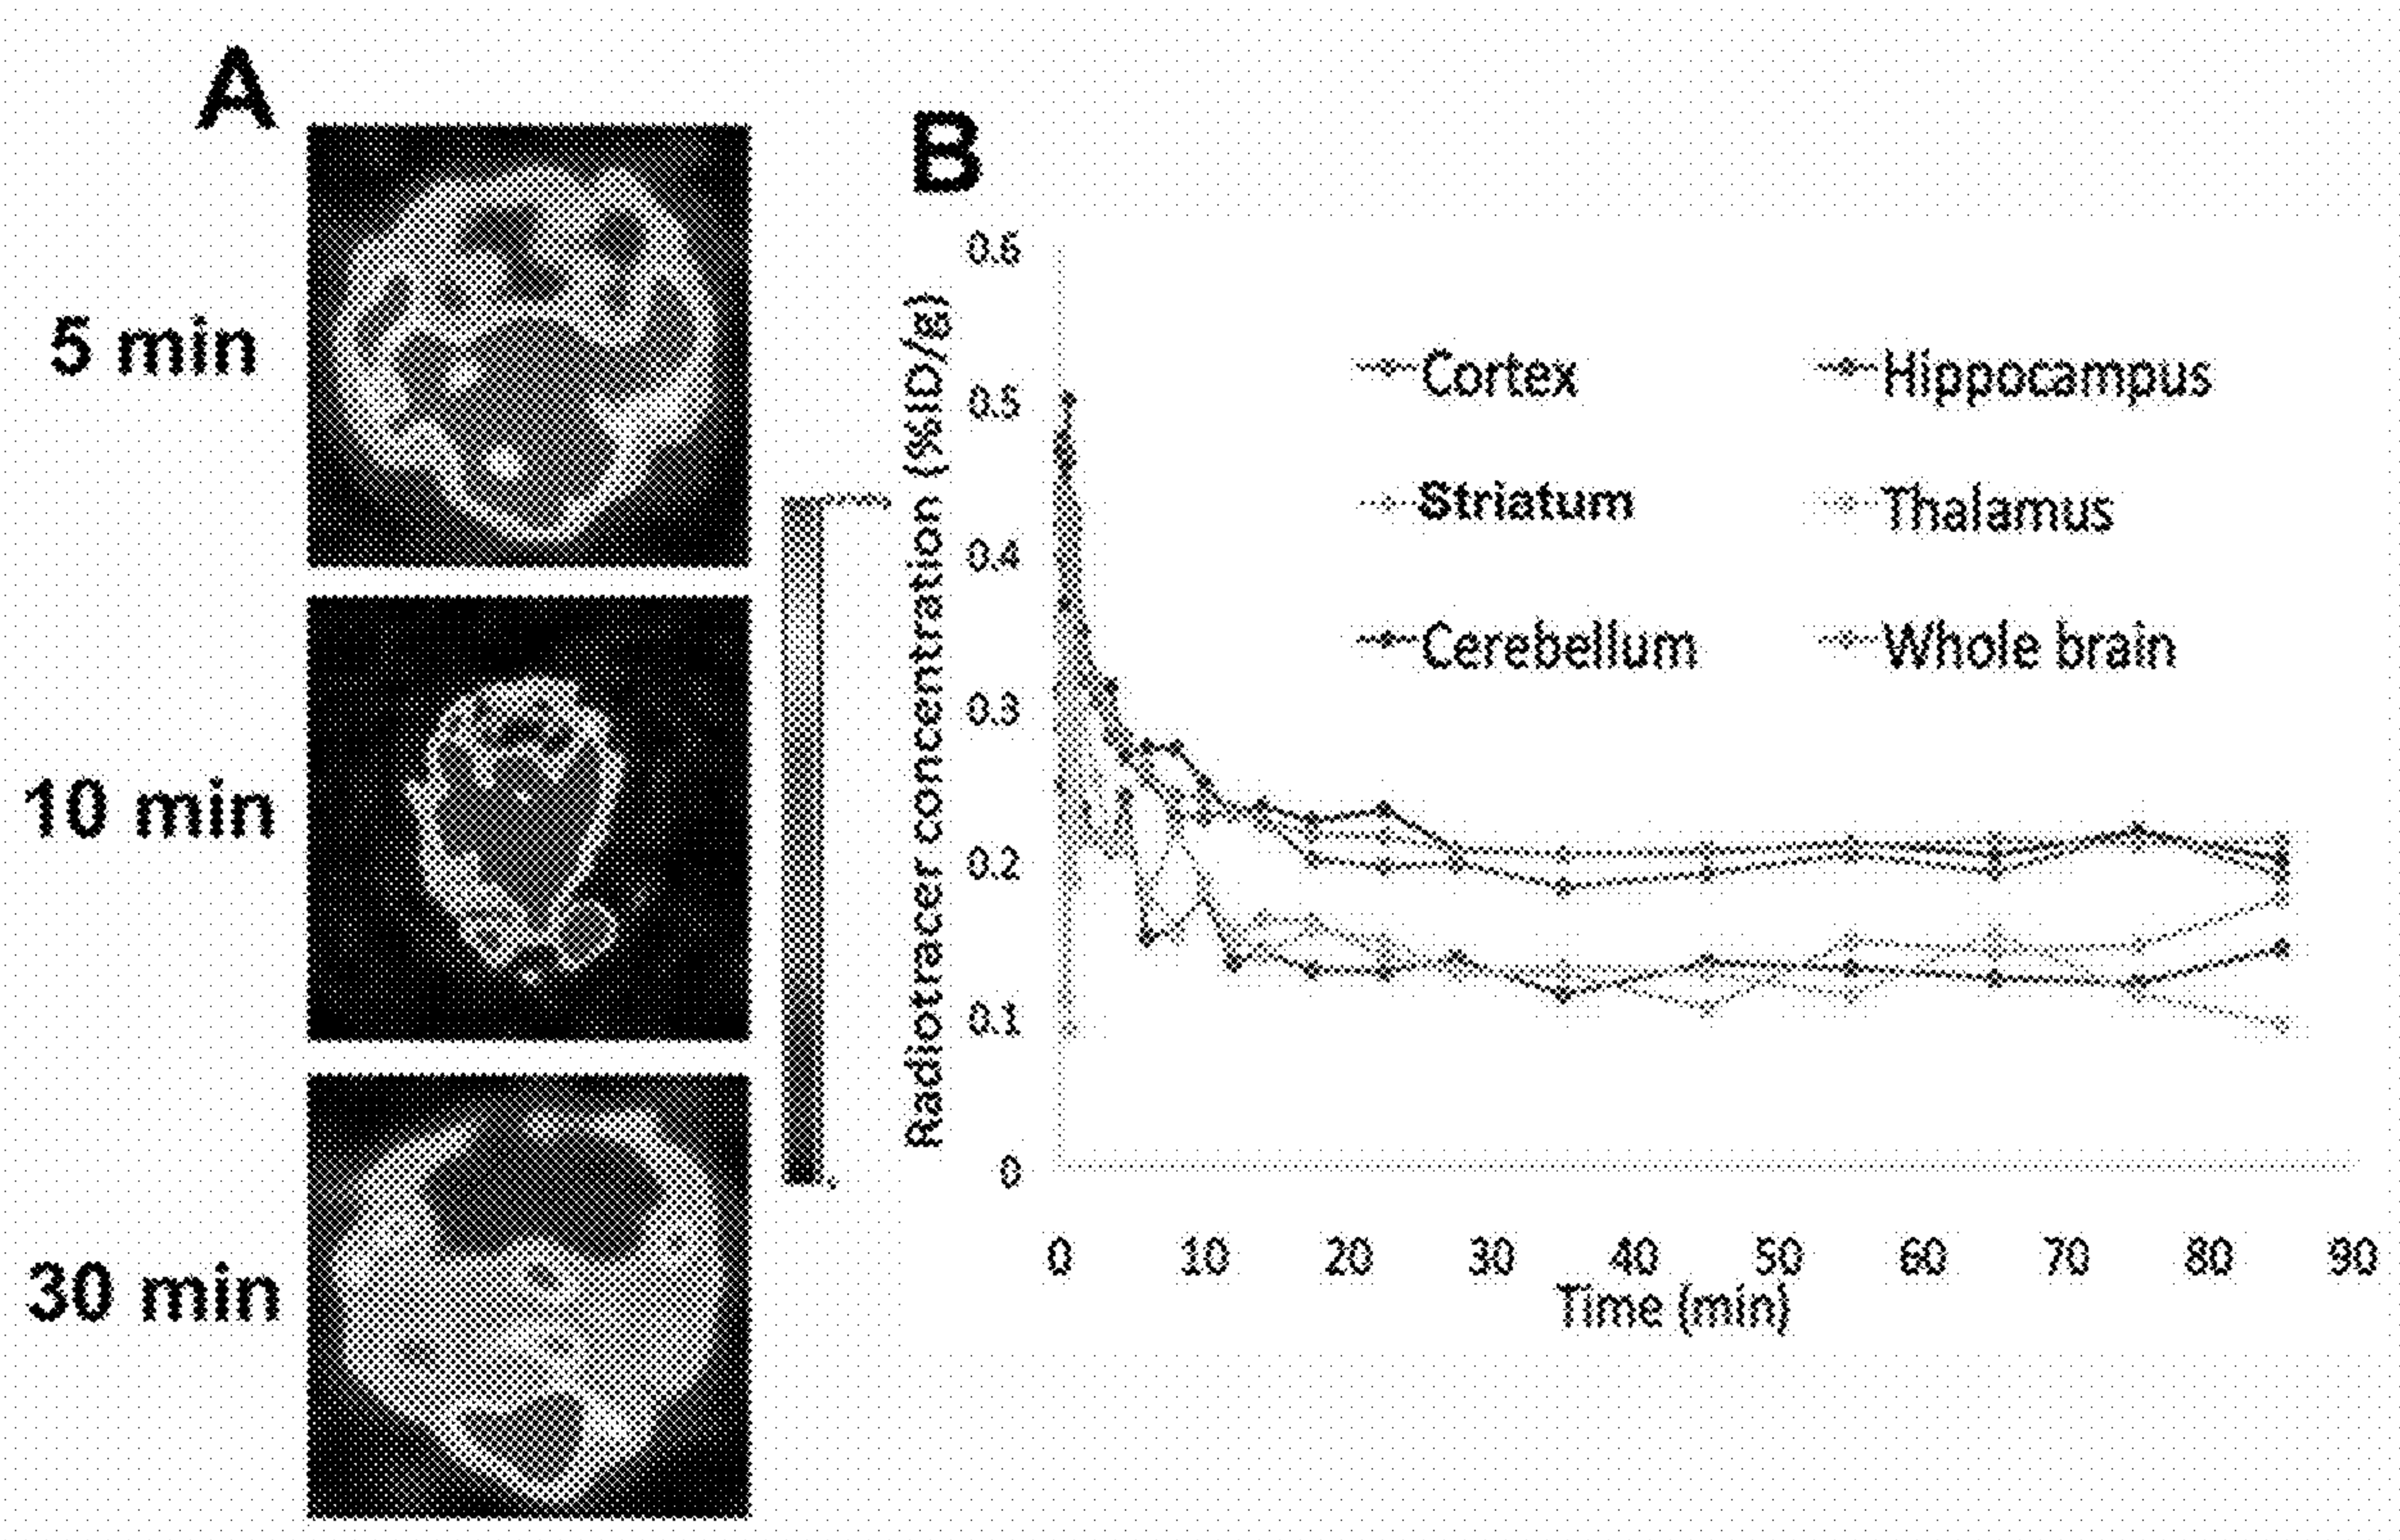 A
5 min
10 min
30 min
B
Radiotracer concentration (%ID/g)
0.6
0.5
0.4
0.3
0.2
0.1
0
Cortex
Hippocampus
Striatum
Thalamus
Cerebellum
Whole brain
0 10 20 30 40 50 60 70 80 90
Time (min)